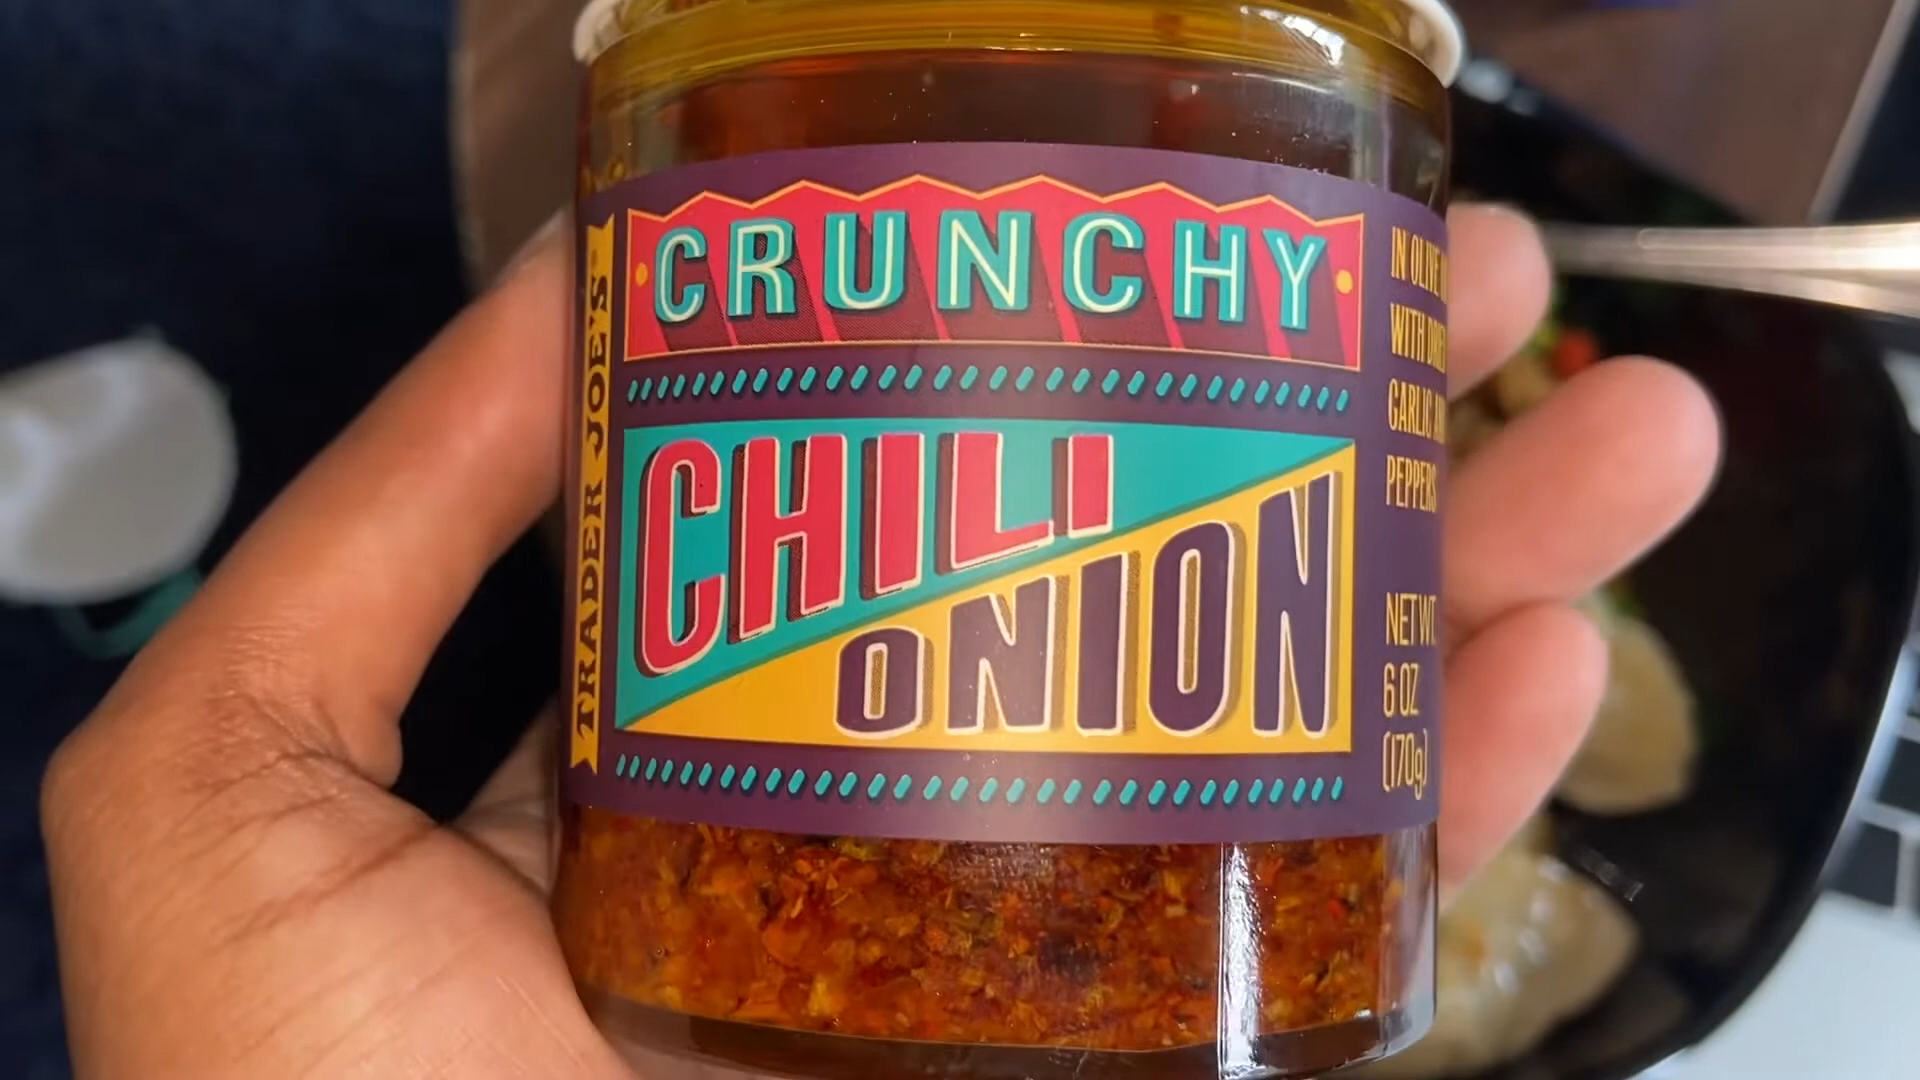 TRADER JOE'S
CRUNCHY
CHILI
ONION
IN OLIVE
WITH
GARLIC
PEPPERS
NET WT.
6 OZ
(170g)